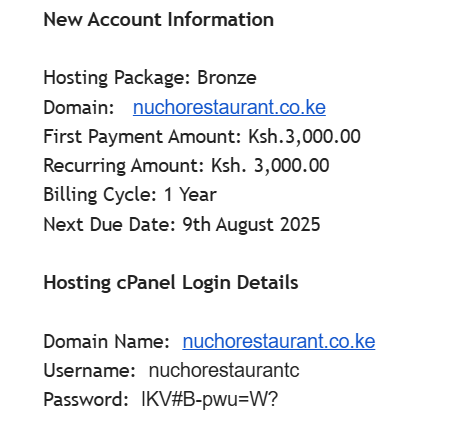 New Account Information
Hosting Package: Bronze
Domain: nuchorestaurant.co.ke
First Payment Amount: Ksh.3,000.00
Recurring Amount: Ksh. 3,000.00
Billing Cycle: 1 Year
Next Due Date: 9th August 2025
Hosting cPanel Login Details
Domain Name: nuchorestaurant.co.ke
Username: nuchorestaurantc
Password: IKV#B-pwu=W?